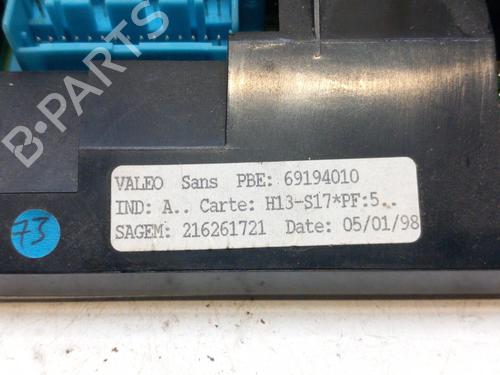 B-PARTS
VALEO Sans PBE: 69194010
IND: A.. Carte: H13-S17*PF:5..
SAGEM: 216261721 Date: 05/01/98
73